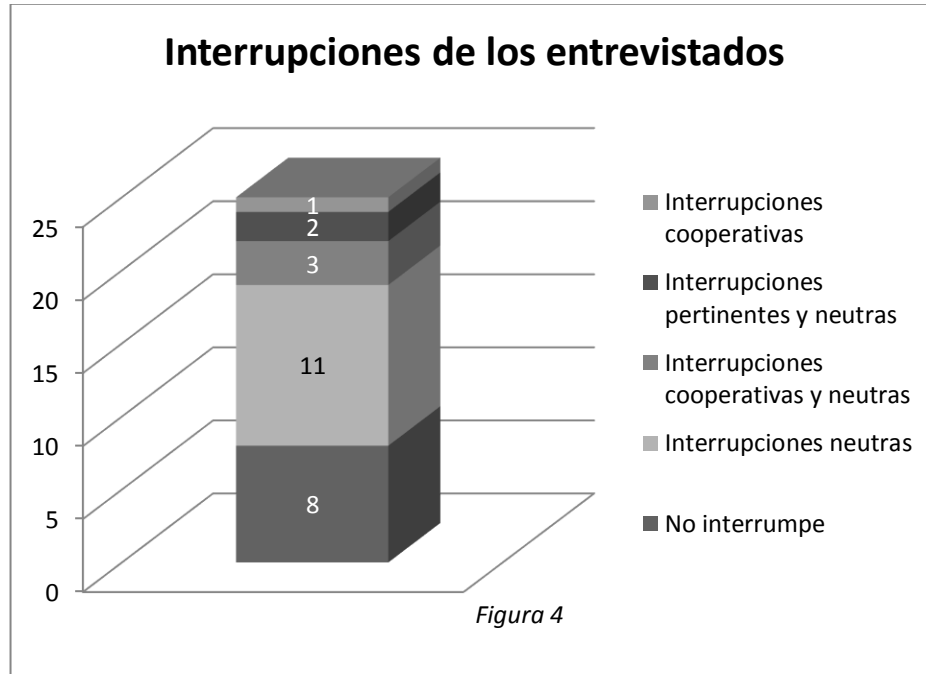 Interrupciones de los entrevistados
25
20
15
10
5
0
1
2
3
11
8
Interrupciones
cooperativas
Interrupciones
pertinentes y neutras
Interrupciones
cooperativas y neutras
Interrupciones neutras
No interrumpe
Figura 4